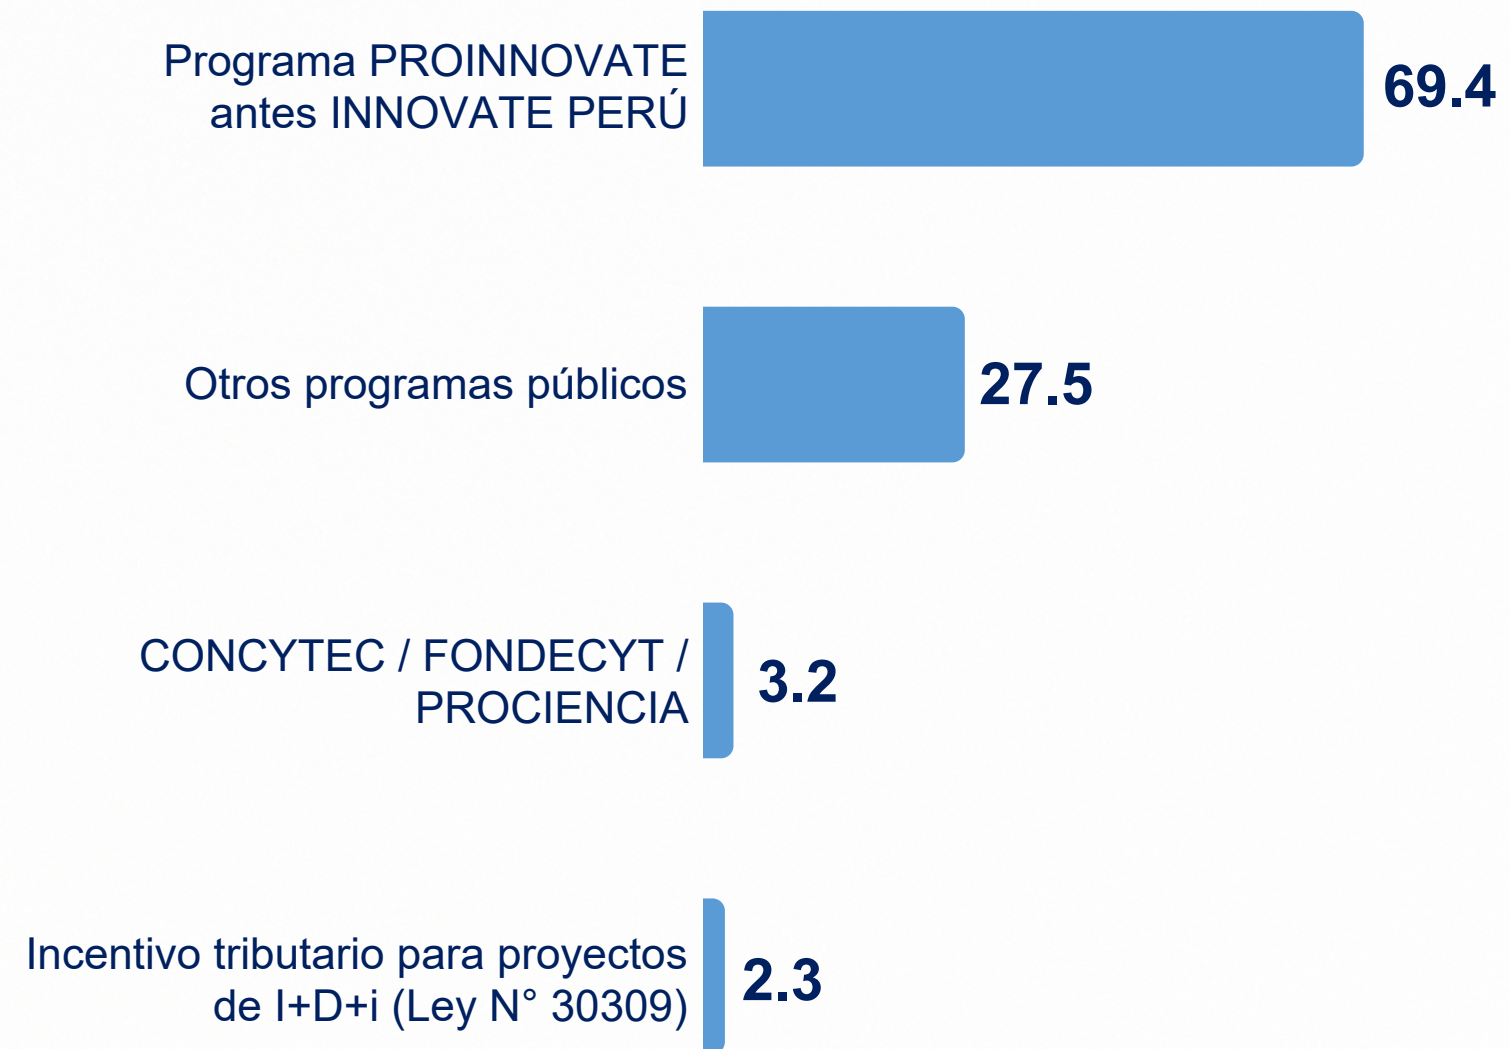 Programa PROINNOVATE
antes INNOVATE PERÚ
69.4
Otros programas públicos
27.5
CONCYTEC / FONDECYT /
PROCIENCIA
3.2
Incentivo tributario para proyectos
de I+D+i (Ley N° 30309)
2.3